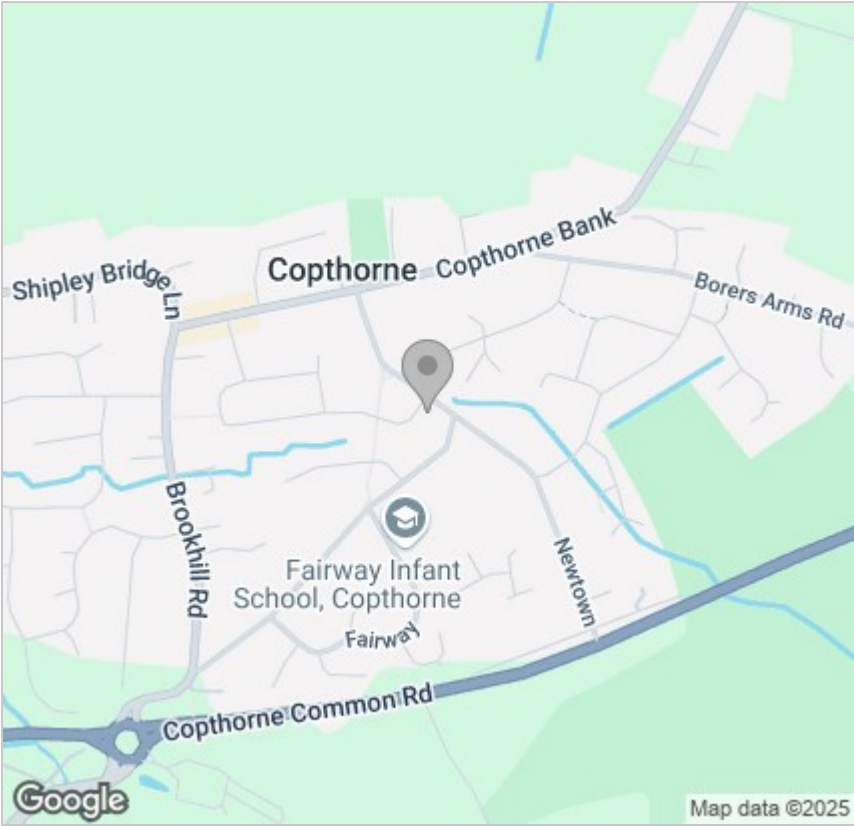 Copthorne Bank
Copthorne
Shipley Bridge Ln
Borers Arms Rd
Brookhill Rd
Fairway Infant
School, Copthorne
Newtown
Fairway
Copthorne Common Rd
Google
Map data ©2025